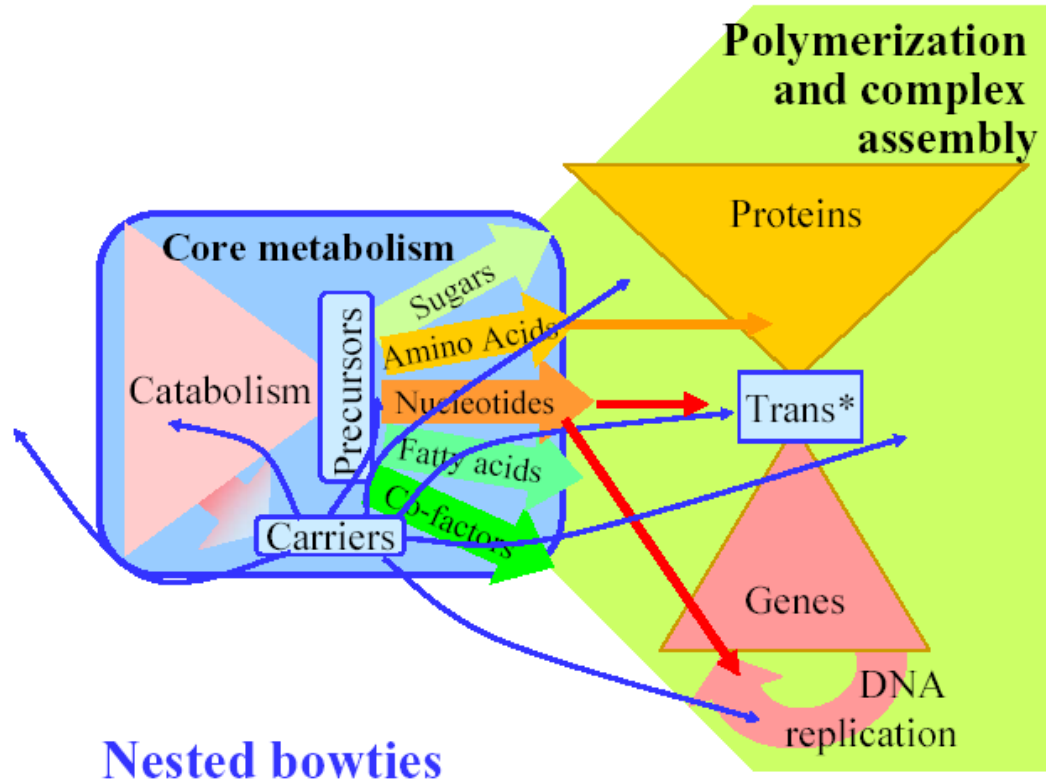 Polymerization
and complex
assembly
Proteins
Core metabolism
Sugars
Amino Acids
Catabolism
Precursors
Nucleotides
Trans*
Fatty acids
Co-factors
Carriers
Genes
DNA
replication
Nested bowties